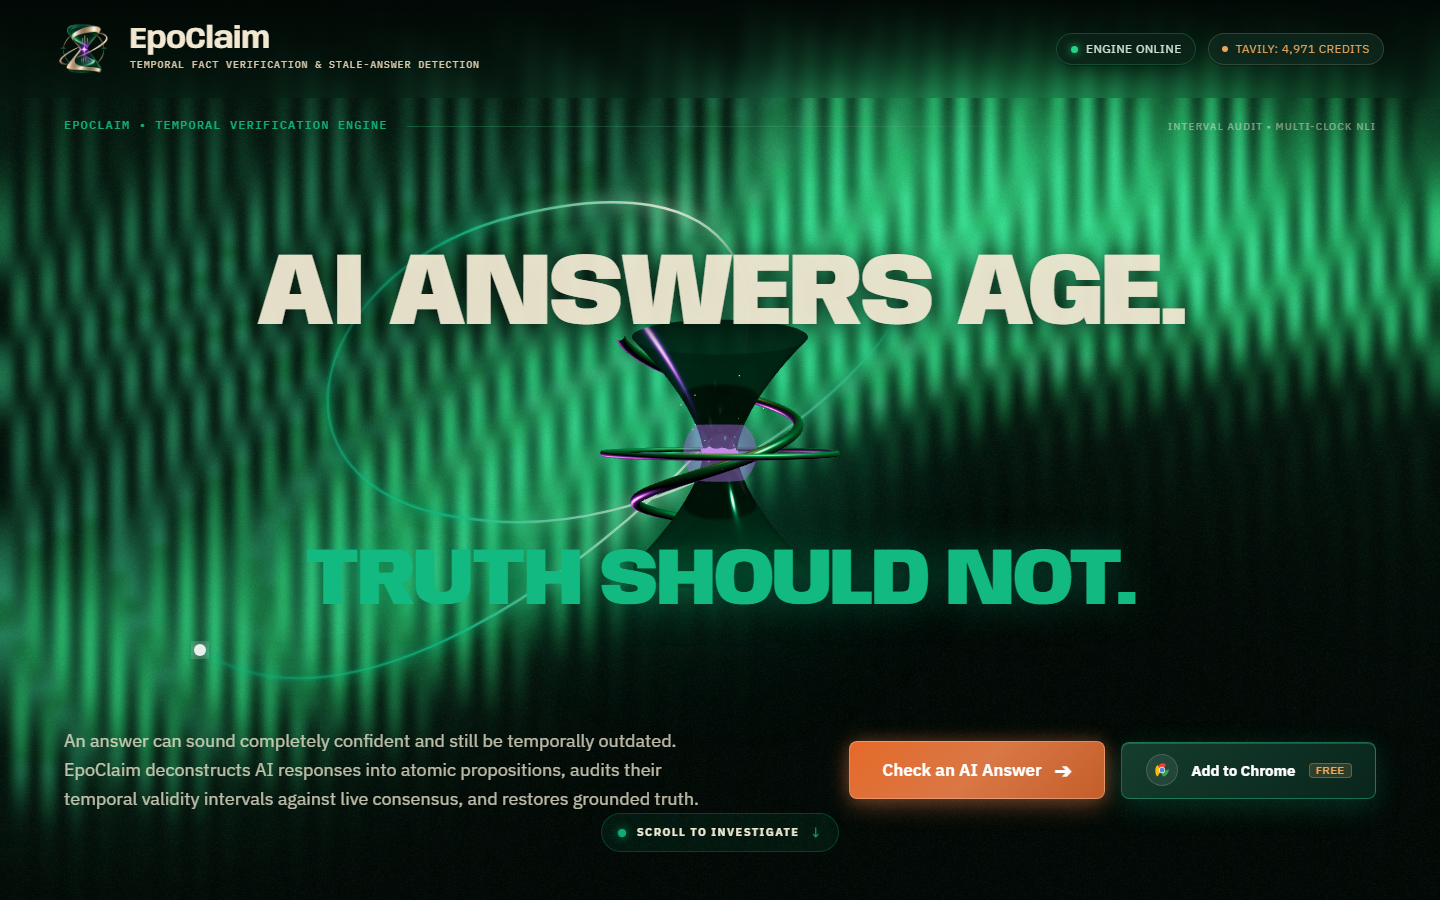 EpoClaim
TEMPORAL FACT VERIFICATION & STALE-ANSWER DETECTION
ENGINE ONLINE
TAVILY: 4,971 CREDITS
EPOCLAIM • TEMPORAL VERIFICATION ENGINE
INTERVAL AUDIT • MULTI-CLOCK NLI
AI ANSWERS AGE.
TRUTH SHOULD NOT.
An answer can sound completely confident and still be temporally outdated.
EpoClaim deconstructs AI responses into atomic propositions, audits their
temporal validity intervals against live consensus, and restores grounded truth.
Check an AI Answer ➔
Add to Chrome FREE
SCROLL TO INVESTIGATE ↓